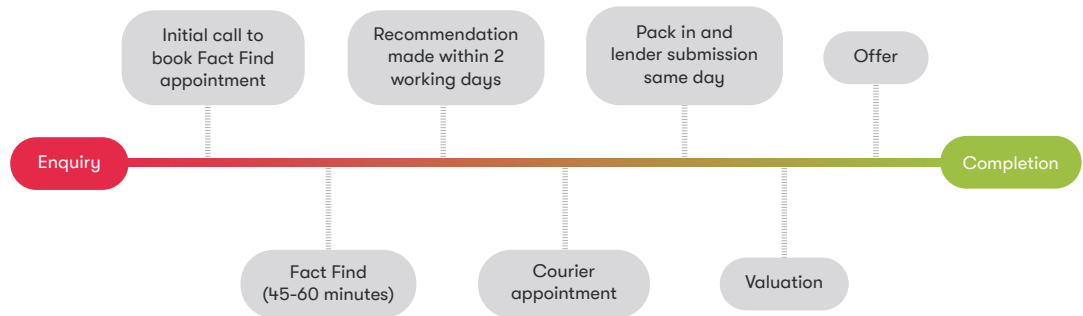 Initial call to
book Fact Find
appointment
Recommendation
made within 2
working days
Pack in and
lender submission
same day
Offer
Enquiry
Completion
Fact Find
(45-60 minutes)
Courier
appointment
Valuation